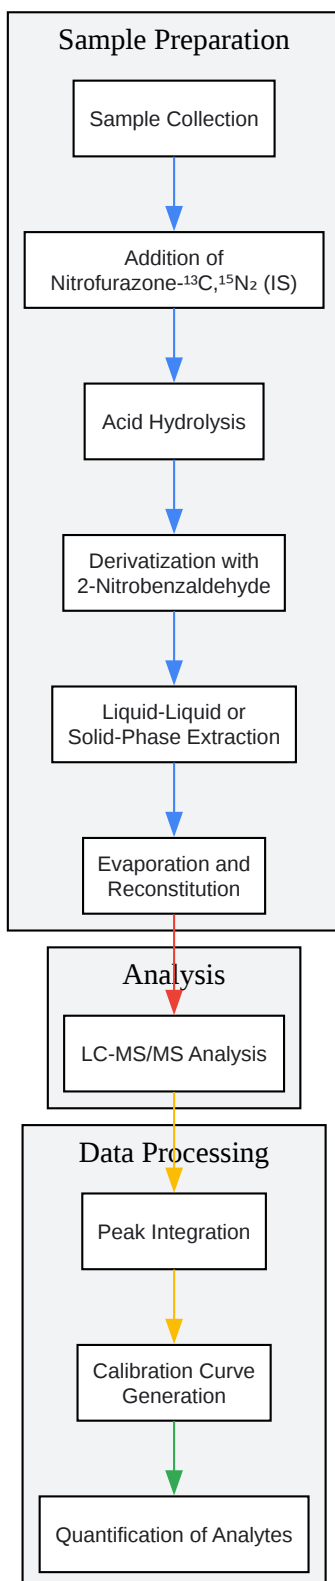 Sample Preparation
Sample Collection
Addition of
Nitrofurazone-¹³C,¹⁵N₂ (IS)
Acid Hydrolysis
Derivatization with
2-Nitrobenzaldehyde
Liquid-Liquid or
Solid-Phase Extraction
Evaporation and
Reconstitution
Analysis
LC-MS/MS Analysis
Data Processing
Peak Integration
Calibration Curve
Generation
Quantification of Analytes